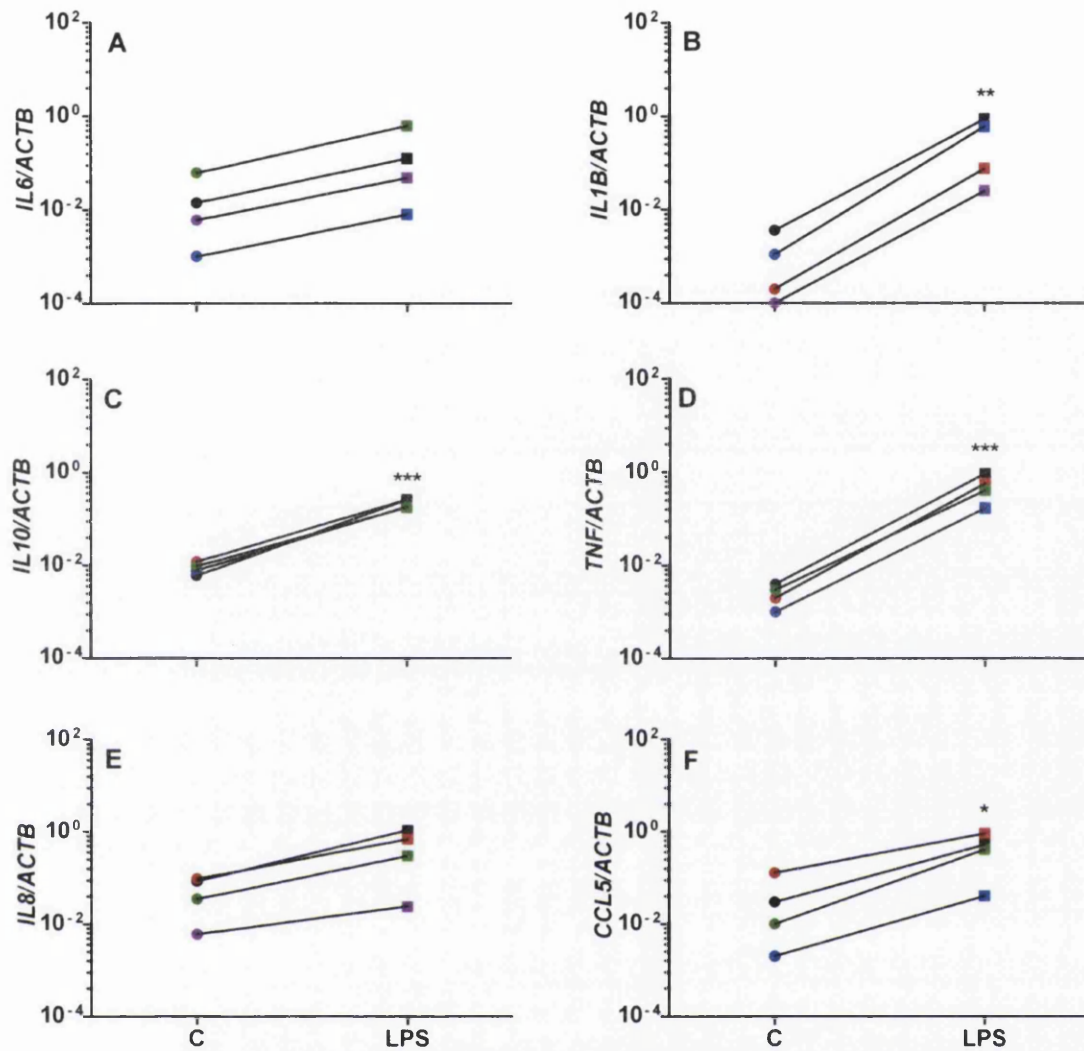 A
IL6/ACTB
10²
10⁰
10⁻²
10⁻⁴
B
IL1B/ACTB
10²
10⁰
10⁻²
10⁻⁴
**
C
IL10/ACTB
10²
10⁰
10⁻²
10⁻⁴
***
D
TNF/ACTB
10²
10⁰
10⁻²
10⁻⁴
***
E
IL8/ACTB
10²
10⁰
10⁻²
10⁻⁴
C LPS
F
CCL5/ACTB
10²
10⁰
10⁻²
10⁻⁴
*
C LPS